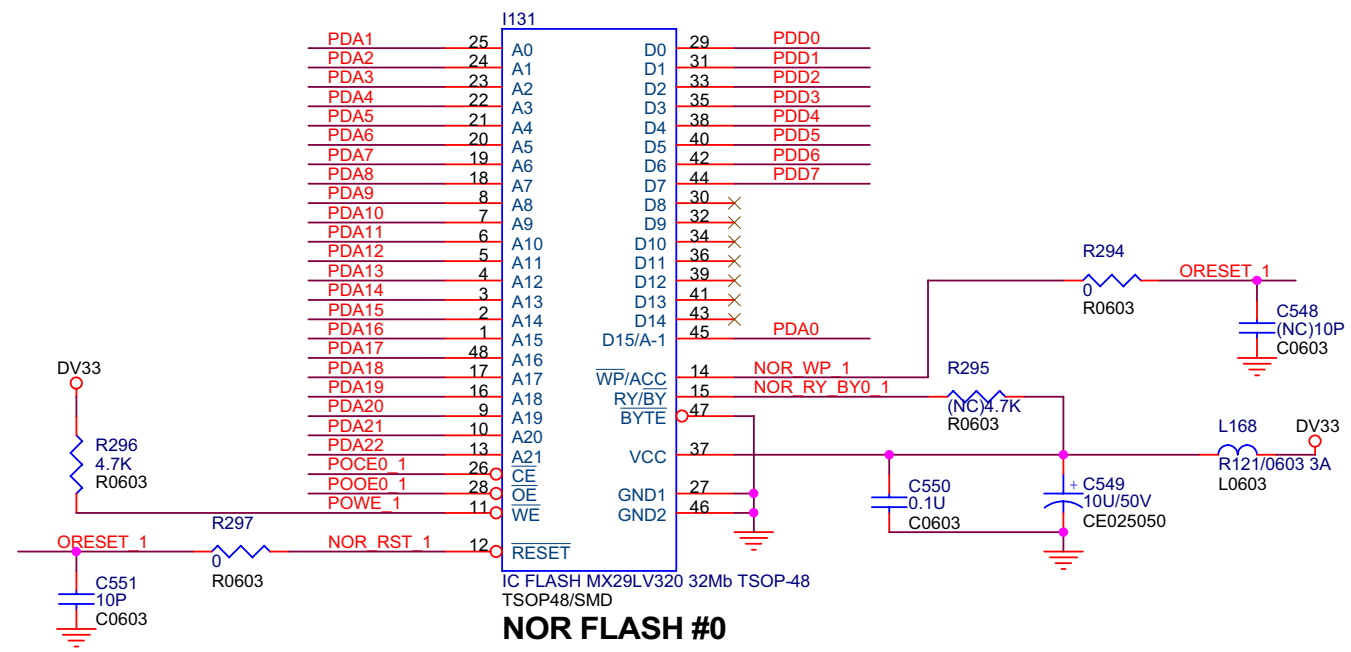 I131
PDA1 25 A0 D0 29 PDD0
PDA2 24 A1 D1 31 PDD1
PDA3 23 A2 D2 33 PDD2
PDA4 22 A3 D3 35 PDD3
PDA5 21 A4 D4 38 PDD4
PDA6 20 A5 D5 40 PDD5
PDA7 19 A6 D6 42 PDD6
PDA8 18 A7 D7 44 PDD7
PDA9 8 A8 D8 30
PDA10 7 A9 D9 32
PDA11 6 A10 D10 34
PDA12 5 A11 D11 36
PDA13 4 A12 D12 39
PDA14 3 A13 D13 41
PDA15 2 A14 D14 43
PDA16 1 A15 D15/A-1 45 PDA0
PDA17 48 A16
PDA18 17 A17 WP/ACC 14 NOR_WP_1
PDA19 16 A18 RY/BY 15 NOR_RY_BY0_1
PDA20 9 A19 BYTE 47
PDA21 10 A20
PDA22 13 A21 VCC 37
POCE0_1 26 CE
POOE0_1 28 OE GND1 27
POWE_1 11 WE GND2 46
NOR_RST_1 12 RESET
R294
0
R0603
ORESET_1
C548
(NC)10P
C0603
R295
(NC)4.7K
R0603
L168
R121/0603 3A
L0603
DV33
C550
0.1U
C0603
+
C549
10U/50V
CE025050
DV33
R296
4.7K
R0603
ORESET_1
R297
0
R0603
C551
10P
C0603
IC FLASH MX29LV320 32Mb TSOP-48
TSOP48/SMD
NOR FLASH #0